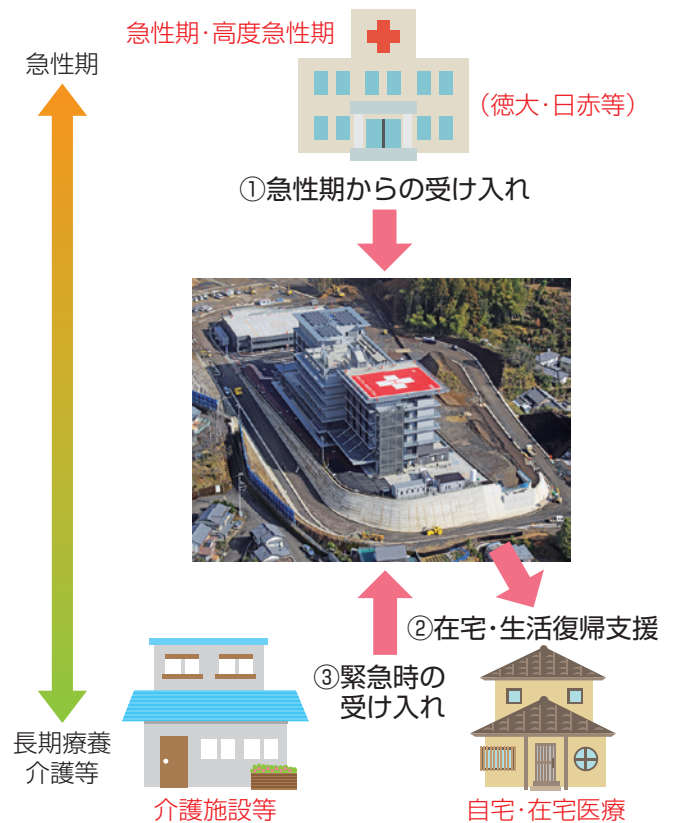 急性期・高度急性期
急性期
（徳大・日赤等）
①急性期からの受け入れ
②在宅・生活復帰支援
③緊急時の
受け入れ
長期療養
介護等
介護施設等
自宅・在宅医療